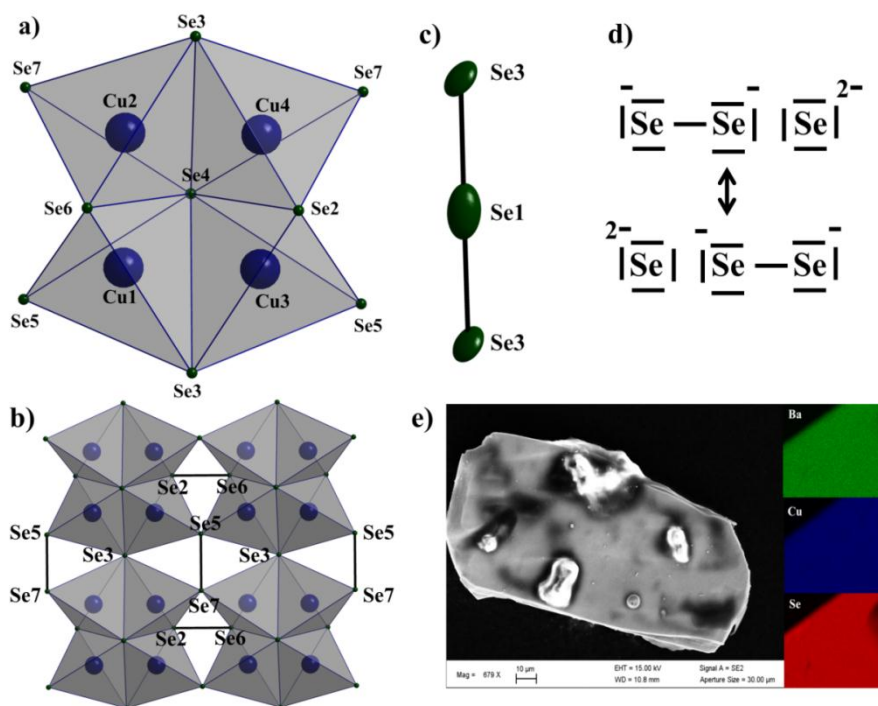 a)
Se3
Se7
Se7
Cu2
Cu4
Se4
Se6
Se2
Cu1
Cu3
Se5
Se5
Se3
b)
Se2
Se6
Se5
Se5
Se5
Se3
Se3
Se7
Se7
Se7
Se2
Se6
c)
Se3
Se1
Se3
d)
|Se — Se| |Se|
- - 2-
2- - -
|Se| |Se — Se|
e)
Ba
Cu
Se
Mag = 679 X
10 µm
EHT = 15.00 kV
WD = 10.8 mm
Signal A = SE2
Aperture Size = 30.00 µm